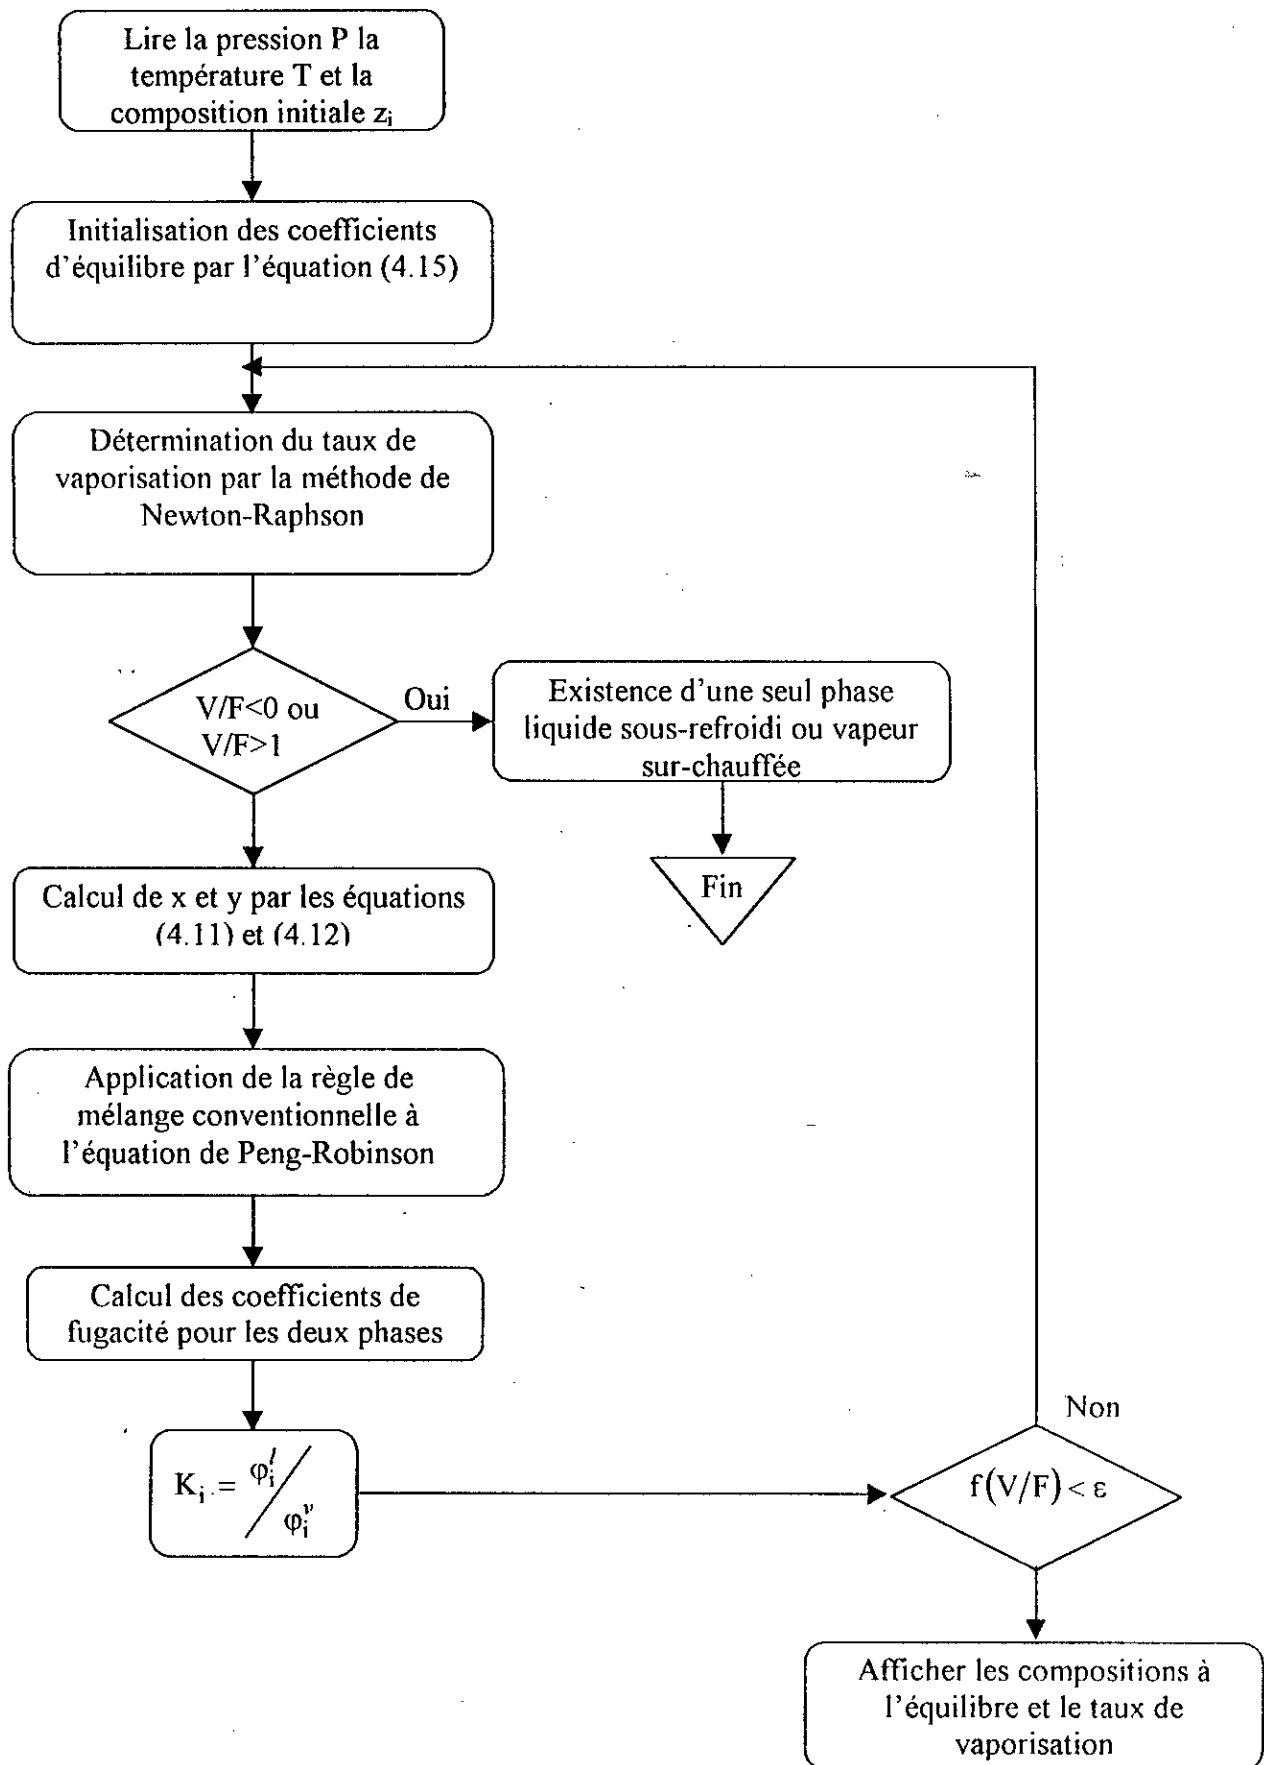 Lire la pression P la
température T et la
composition initiale zᵢ
Initialisation des coefficients
d'équilibre par l'équation (4.15)
Détermination du taux de
vaporisation par la méthode de
Newton-Raphson
V/F<0 ou
V/F>1
Oui
Existence d'une seul phase
liquide sous-refroidi ou vapeur
sur-chauffée
Fin
Calcul de x et y par les équations
(4.11) et (4.12)
Application de la règle de
mélange conventionnelle à
l'équation de Peng-Robinson
Calcul des coefficients de
fugacité pour les deux phases
Kᵢ = φᵢˡ / φᵢᵛ
Non
f(V/F) < ε
Afficher les compositions à
l'équilibre et le taux de
vaporisation